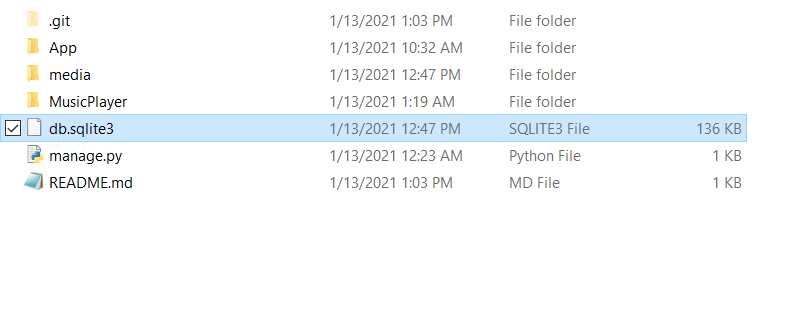 .git 1/13/2021 1:03 PM File folder
App 1/13/2021 10:32 AM File folder
media 1/13/2021 12:47 PM File folder
MusicPlayer 1/13/2021 1:19 AM File folder
db.sqlite3 1/13/2021 12:47 PM SQLITE3 File 136 KB
manage.py 1/13/2021 12:23 AM Python File 1 KB
README.md 1/13/2021 1:03 PM MD File 1 KB